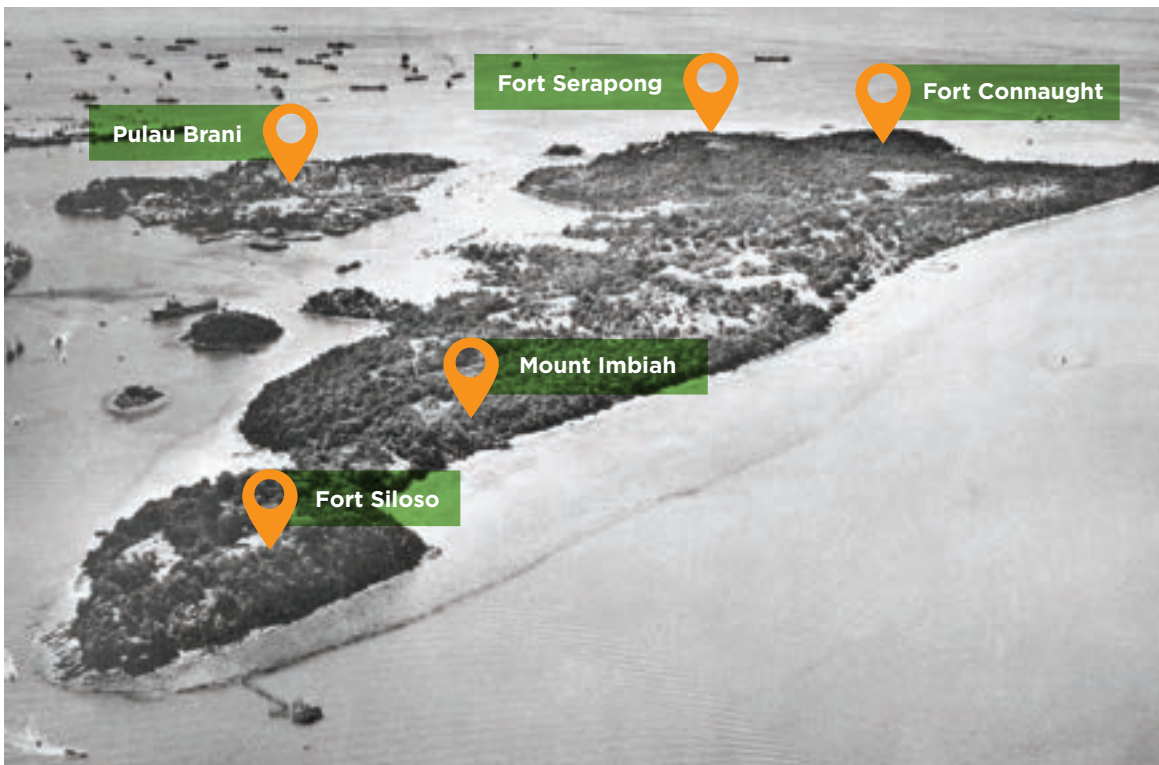 Fort Serapong
Fort Connaught
Pulau Brani
Mount Imbiah
Fort Siloso